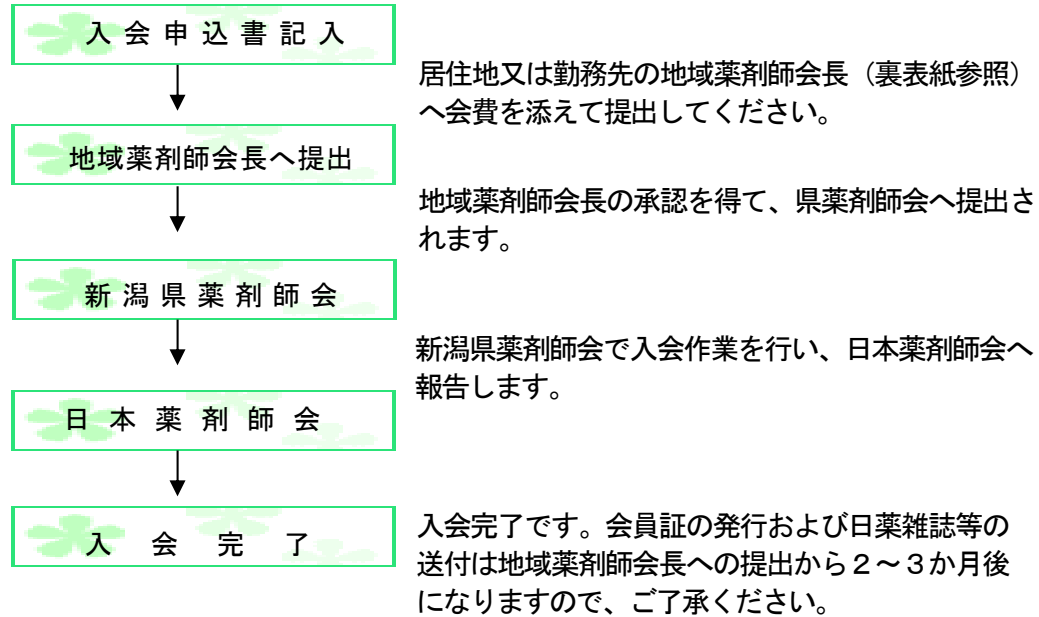 入会申込書記入
居住地又は勤務先の地域薬剤師会長（裏表紙参照）
へ会費を添えて提出してください。
地域薬剤師会長へ提出
地域薬剤師会長の承認を得て、県薬剤師会へ提出さ
れます。
新潟県薬剤師会
新潟県薬剤師会で入会作業を行い、日本薬剤師会へ
報告します。
日本薬剤師会
入会完了
入会完了です。会員証の発行および日薬雑誌等の
送付は地域薬剤師会長への提出から２～３か月後
になりますので、ご了承ください。